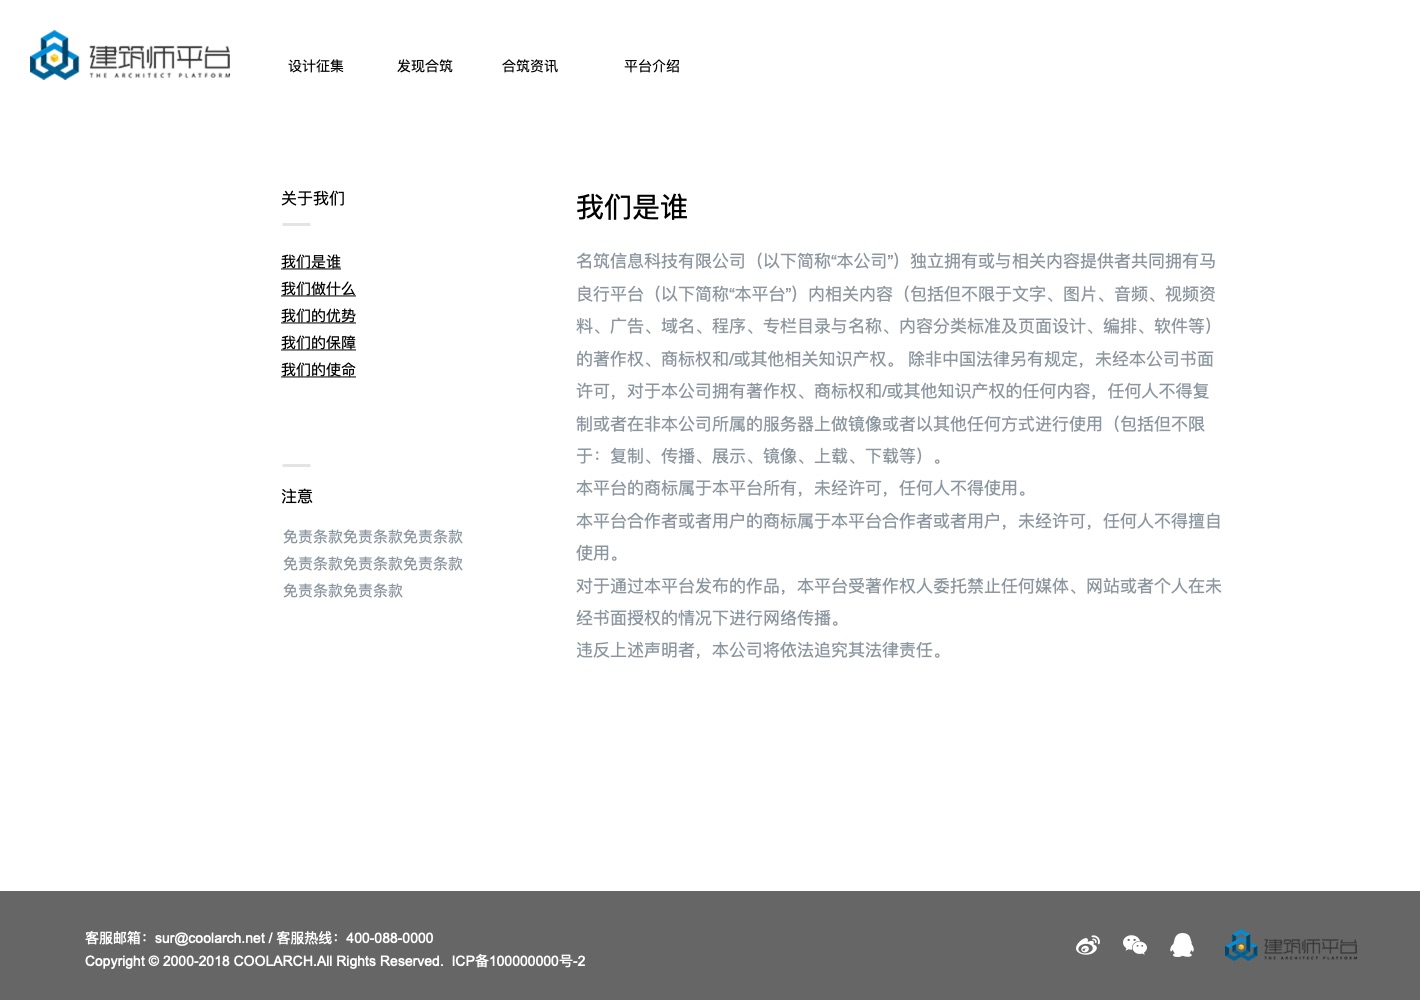 建筑师平台
THE ARCHITECT PLATFORM
设计征集 发现合筑 合筑资讯 平台介绍
关于我们
我们是谁
我们做什么
我们的优势
我们的保障
我们的使命
注意
免责条款免责条款免责条款
免责条款免责条款免责条款
免责条款免责条款
我们是谁
名筑信息科技有限公司（以下简称“本公司”）独立拥有或与相关内容提供者共同拥有马
良行平台（以下简称“本平台”）内相关内容（包括但不限于文字、图片、音频、视频资
料、广告、域名、程序、专栏目录与名称、内容分类标准及页面设计、编排、软件等）
的著作权、商标权和/或其他相关知识产权。 除非中国法律另有规定，未经本公司书面
许可，对于本公司拥有著作权、商标权和/或其他知识产权的任何内容，任何人不得复
制或者在非本公司所属的服务器上做镜像或者以其他任何方式进行使用（包括但不限
于：复制、传播、展示、镜像、上载、下载等）。
本平台的商标属于本平台所有，未经许可，任何人不得使用。
本平台合作者或者用户的商标属于本平台合作者或者用户，未经许可，任何人不得擅自
使用。
对于通过本平台发布的作品，本平台受著作权人委托禁止任何媒体、网站或者个人在未
经书面授权的情况下进行网络传播。
违反上述声明者，本公司将依法追究其法律责任。
客服邮箱：sur@coolarch.net / 客服热线：400-088-0000
Copyright © 2000-2018 COOLARCH.All Rights Reserved.  ICP备100000000号-2
建筑师平台
THE ARCHITECT PLATFORM